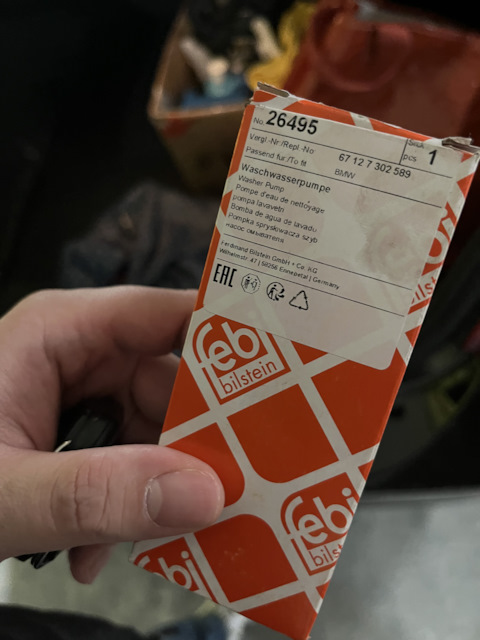 No. 26495
Stück
pcs. 1
Vergl.-Nr./Repl.-No 67 12 7 302 589
Passend für/To fit BMW
Waschwasserpumpe
Washer Pump
Pompe d'eau de nettoyage
pompa lavavetri
Bomba de agua de lavado
Pompka spryskiwacza szyb
насос омывателя
Ferdinand Bilstein GmbH + Co. KG
Wilhelmstr. 47 | 58256 Ennepetal | Germany
EAC
febi
bilstein
febi
bilstein
febi
bilst